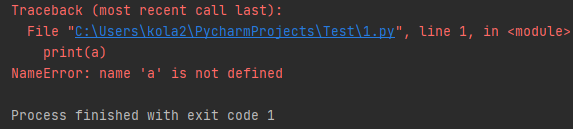 Traceback (most recent call last):
  File "C:\Users\kola2\PycharmProjects\Test\1.py", line 1, in <module>
    print(a)
NameError: name 'a' is not defined
Process finished with exit code 1